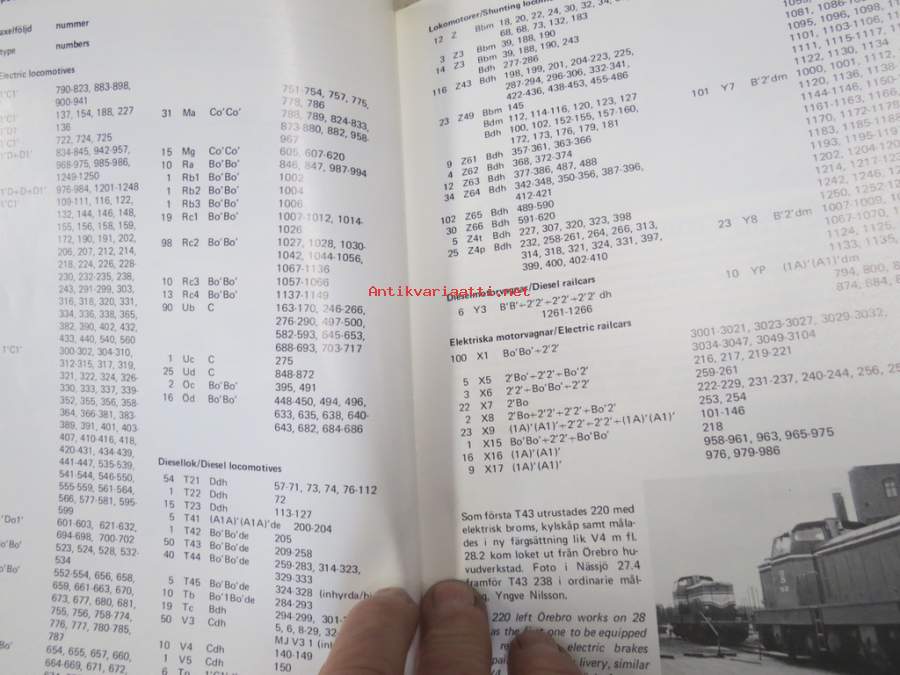 axelföljd nummer
type numbers
Electric locomotives
1'C1' 790-823, 883-898,
900-941
137, 154, 188, 227
136
722, 724, 725
834-845, 942-957,
968-975, 985-986,
1249-1250
976-984, 1201-1248
109-111, 116, 122,
132, 144, 146, 148,
155, 156, 158, 159,
172, 190, 191, 202,
206, 207, 212, 214,
218, 224, 226, 228-
230, 232-235, 238,
243, 291-299, 303,
316, 318, 320, 331,
334, 336, 338, 365,
382, 390, 402, 432,
433, 440, 540, 560
1'C1' 300-302, 304-310,
312-315, 317, 319,
321, 322, 324, 326-
330, 333, 337, 339-
352, 355, 356, 358-
364, 366-381, 383-
389, 391, 401, 403-
407, 410-416, 418,
420-431, 434-439,
441-447, 535-539,
541-544, 546-550,
555-559, 561-564,
566, 577-581, 595-
599
601-603, 621-632,
694-698, 700-702
523, 524, 528, 532-
534
552-554, 656, 658,
659, 661-663, 670,
673, 677, 680, 681,
755, 756, 758-774,
776, 777, 780-785,
787
654, 655, 657, 660,
664-669, 671, 672,
751-754, 757, 775,
778, 786
31 Ma Co'Co' 788, 789, 824-833,
873-880, 882, 958-
967
15 Mg Co'Co' 605, 607-620
10 Ra Bo'Bo' 846, 847, 987-994
1 Rb1 Bo'Bo' 1002
1 Rb2 Bo'Bo' 1004
1 Rb3 Bo'Bo' 1006
19 Rc1 Bo'Bo' 1007-1012, 1014-
1026
98 Rc2 Bo'Bo' 1027, 1028, 1030-
1042, 1044-1056,
1067-1136
10 Rc3 Bo'Bo' 1057-1066
13 Rc4 Bo'Bo' 1137-1149
90 Ub C 163-170, 246-266,
276-290, 497-500,
582-593, 645-653,
688-693, 703-717
1 Uc C 275
25 Ud C 848-872
2 Oc Bo'Bo' 395, 491
16 Öd Bo'Bo' 448-450, 494, 496,
633, 635, 638, 640-
643, 682, 684-686
Diesellok/Diesel locomotives
54 T21 Ddh 57-71, 73, 74, 76-112
1 T22 Ddh 72
15 T23 Ddh 113-127
5 T41 (A1A)'(A1A)'de 200-204
1 T42 Bo'Bo'de 205
50 T43 Bo'Bo'de 209-258
40 T44 Bo'Bo'de 259-283, 314-323,
329-333
5 T45 Bo'Bo'de 324-328 (inhyrda/
10 Tb Bo'1Bo'de 284-293
19 Tc Bdh 294-299, 301-
50 V3 Cdh 5, 6, 8-29, 32-
MJ V3 1 (
10 V4 Cdh 140-149
1 V5 Cdh 150
Lokomotorer/Shunting
12 Z Bbm 18, 20, 22, 24, 30, 32, 34,
68, 68, 73, 132, 183
3 Z3 Bbm 39, 188, 190
14 Z3 Bbm 39, 188, 190, 243
Bdh 277-286
116 Z43 Bdh 198, 199, 201, 204-223, 225,
287-294, 296-306, 332-341,
422-436, 438-453, 455-486
23 Z49 Bbm 145
Bdm 112, 114-116, 120, 123, 127
Bdh 100, 102, 152-155, 157-160,
172, 173, 176, 179, 181
9 Z61 Bdh 357-361, 363-366
4 Z62 Bdh 368, 372-374
12 Z63 Bdh 377-386, 487, 488
34 Z64 Bdh 342-348, 350-356, 387-396,
412-421
102 Z65 Bdh 489-590
30 Z66 Bdh 591-620
5 Z4t Bdh 227, 307, 320, 323, 398
25 Z4p Bdh 232, 258-261, 264, 266, 313,
314, 318, 321, 324, 331, 397,
399, 400, 402-410
Dieselmotorvagnar/Diesel railcars
6 Y3 B'B'÷2'2'÷2'2'÷2'2' dh
1261-1266
Elektriska motorvagnar/Electric railcars
100 X1 Bo'Bo'÷2'2' 3001-3021, 3023-3027, 3029-3032,
3034-3047, 3049-3104
5 X5 2'Bo'÷2'2'÷Bo'2' 216, 217, 219-221
3 X6 2'2'÷Bo'Bo'÷2'2' 259-261
22 X7 2'Bo 222-229, 231-237, 240-244, 256,
2 X8 2'Bo÷2'2'÷2'2'÷Bo'2' 253, 254
23 X9 (1A)'(A1)'÷2'2'÷2'2'÷(1A)'(A1)' 101-146
1 X15 Bo'Bo'÷2'2'÷Bo'Bo' 218
16 X16 (1A)'(A1)' 958-961, 963, 965-975
9 X17 (1A)'(A1)' 976, 979-986
1095, 1096, 1098,
1101, 1103-1106,
1111, 1115-1117,
1122, 1130, 1134
101 Y7 B'2'dm 1000, 1001, 1112,
1120, 1136, 1138-
1144-1146, 1150-
1161-1163, 1166,
1170, 1172-1178
1183, 1185-1188
1193, 1195-119
1202, 1204-120
1214, 1217-123
1242, 1246, 12
1250, 1252-12
23 Y8 B'2'dm 1007-1009, 10
1067-1070, 1
1124, 1125,
1133, 1135,
10 YP (1A)'(A1)'dm
794, 800, 8
874, 884, 8
Som första T43 utrustades 220 med
elektrisk broms, kylskåp samt måla-
des i ny färgsättning lik V4 m fl.
28.2 kom loket ut från Örebro hu-
vudverkstad. Foto i Nässjö 27.4
framför T43 238 i ordinarie mål-
Yngve Nilsson.
220 left Örebro works on 28
as the one to be equipped
electric brakes
livery, similar
Antikvariaatti.net